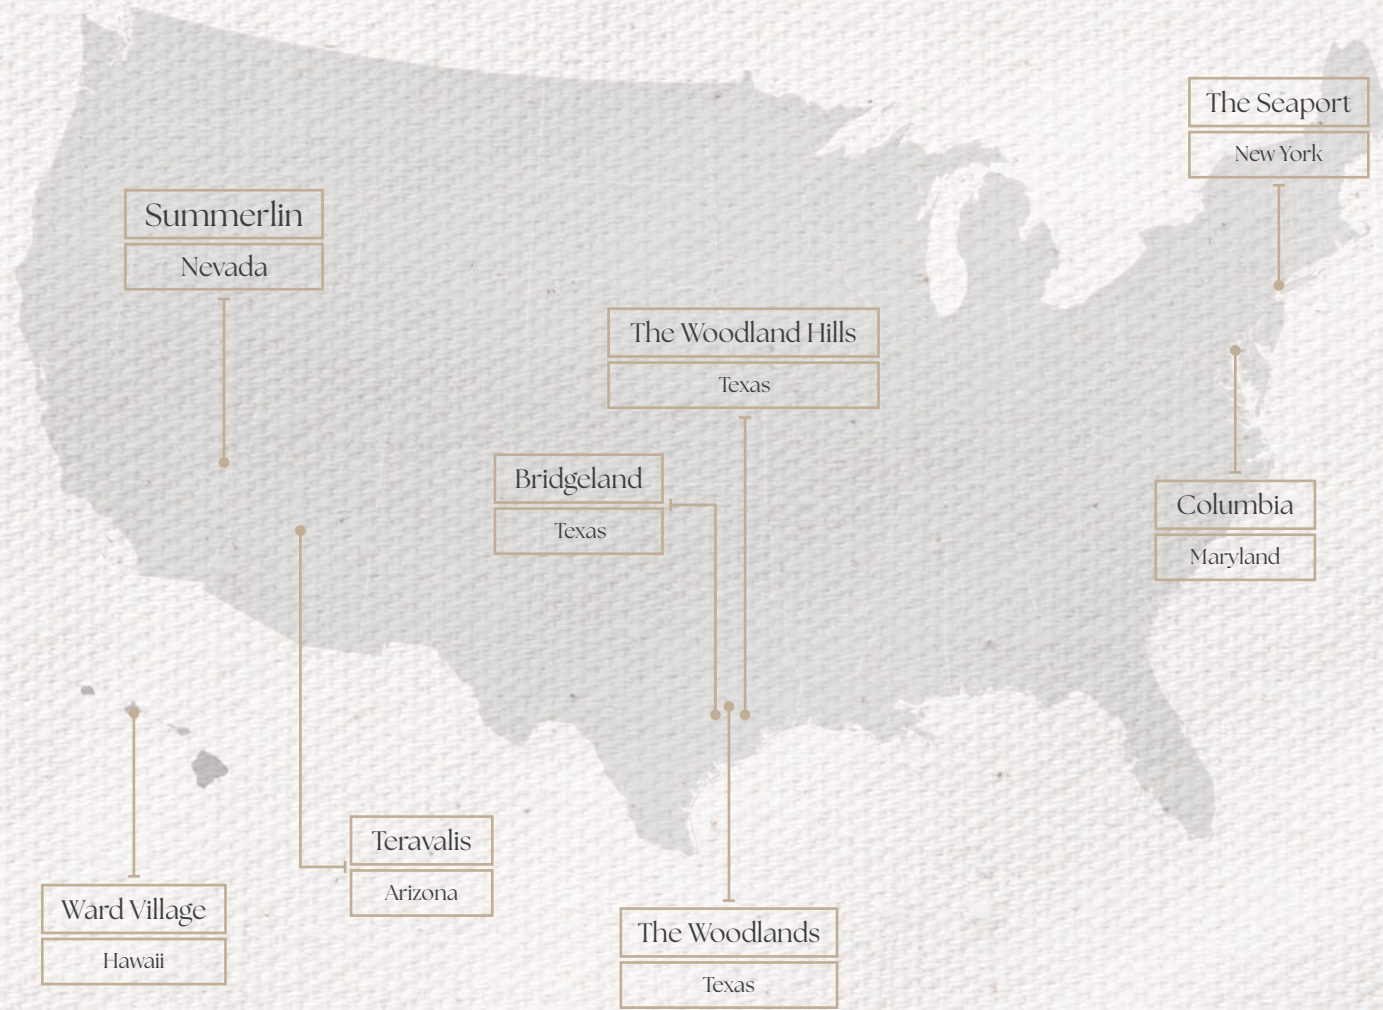 The Seaport
New York
Summerlin
Nevada
The Woodland Hills
Texas
Bridgeland
Texas
Columbia
Maryland
Teravalis
Arizona
Ward Village
Hawaii
The Woodlands
Texas